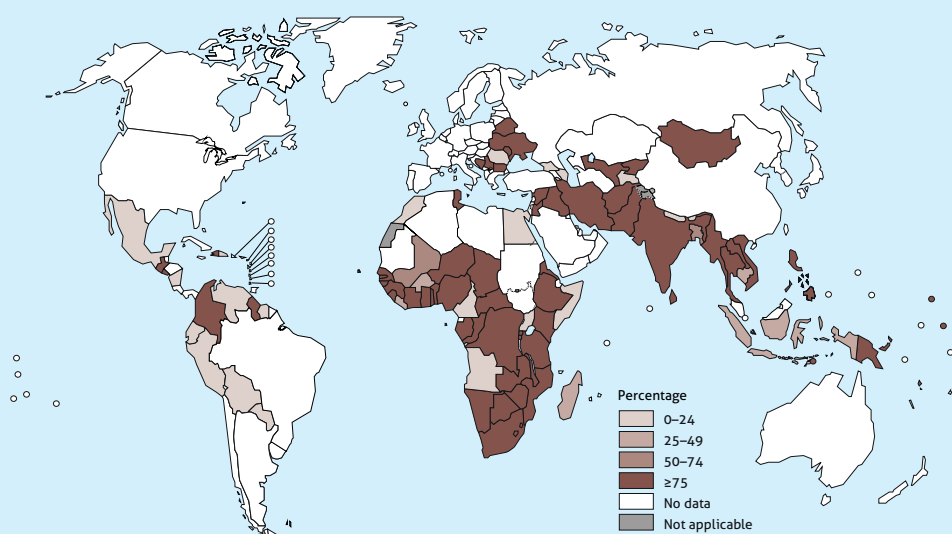 Percentage
0–24
25–49
50–74
≥75
No data
Not applicable